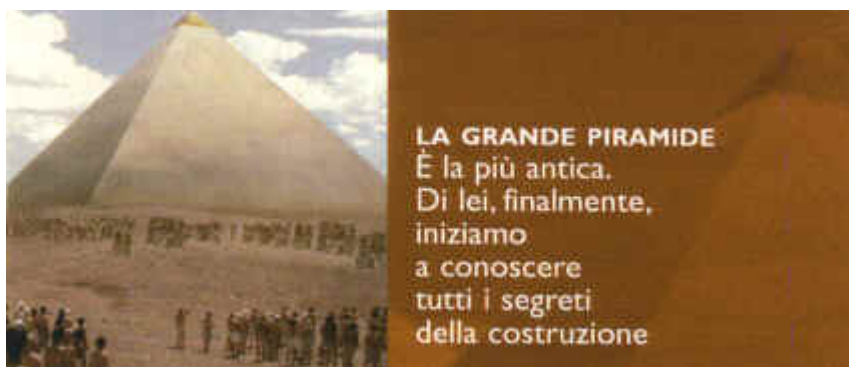 LA GRANDE PIRAMIDE
È la più antica.
Di lei, finalmente,
iniziamo
a conoscere
tutti i segreti
della costruzione